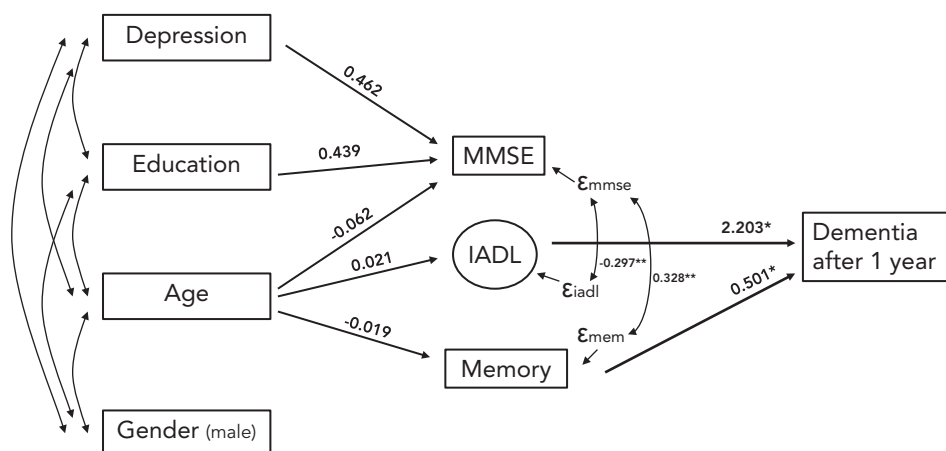 Depression
0.462
Education
0.439
MMSE
εmmse
-0.062
2.203*
Dementia
after 1 year
IADL
0.021
-0.297**
0.328**
εiadl
0.501*
Age
-0.019
εmem
Memory
Gender (male)